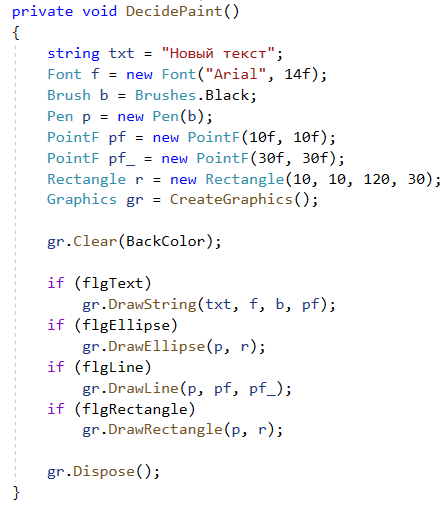 private void DecidePaint()
{
    string txt = "Новый текст";
    Font f = new Font("Arial", 14f);
    Brush b = Brushes.Black;
    Pen p = new Pen(b);
    PointF pf = new PointF(10f, 10f);
    PointF pf_ = new PointF(30f, 30f);
    Rectangle r = new Rectangle(10, 10, 120, 30);
    Graphics gr = CreateGraphics();

    gr.Clear(BackColor);

    if (flgText)
        gr.DrawString(txt, f, b, pf);
    if (flgEllipse)
        gr.DrawEllipse(p, r);
    if (flgLine)
        gr.DrawLine(p, pf, pf_);
    if (flgRectangle)
        gr.DrawRectangle(p, r);

    gr.Dispose();
}